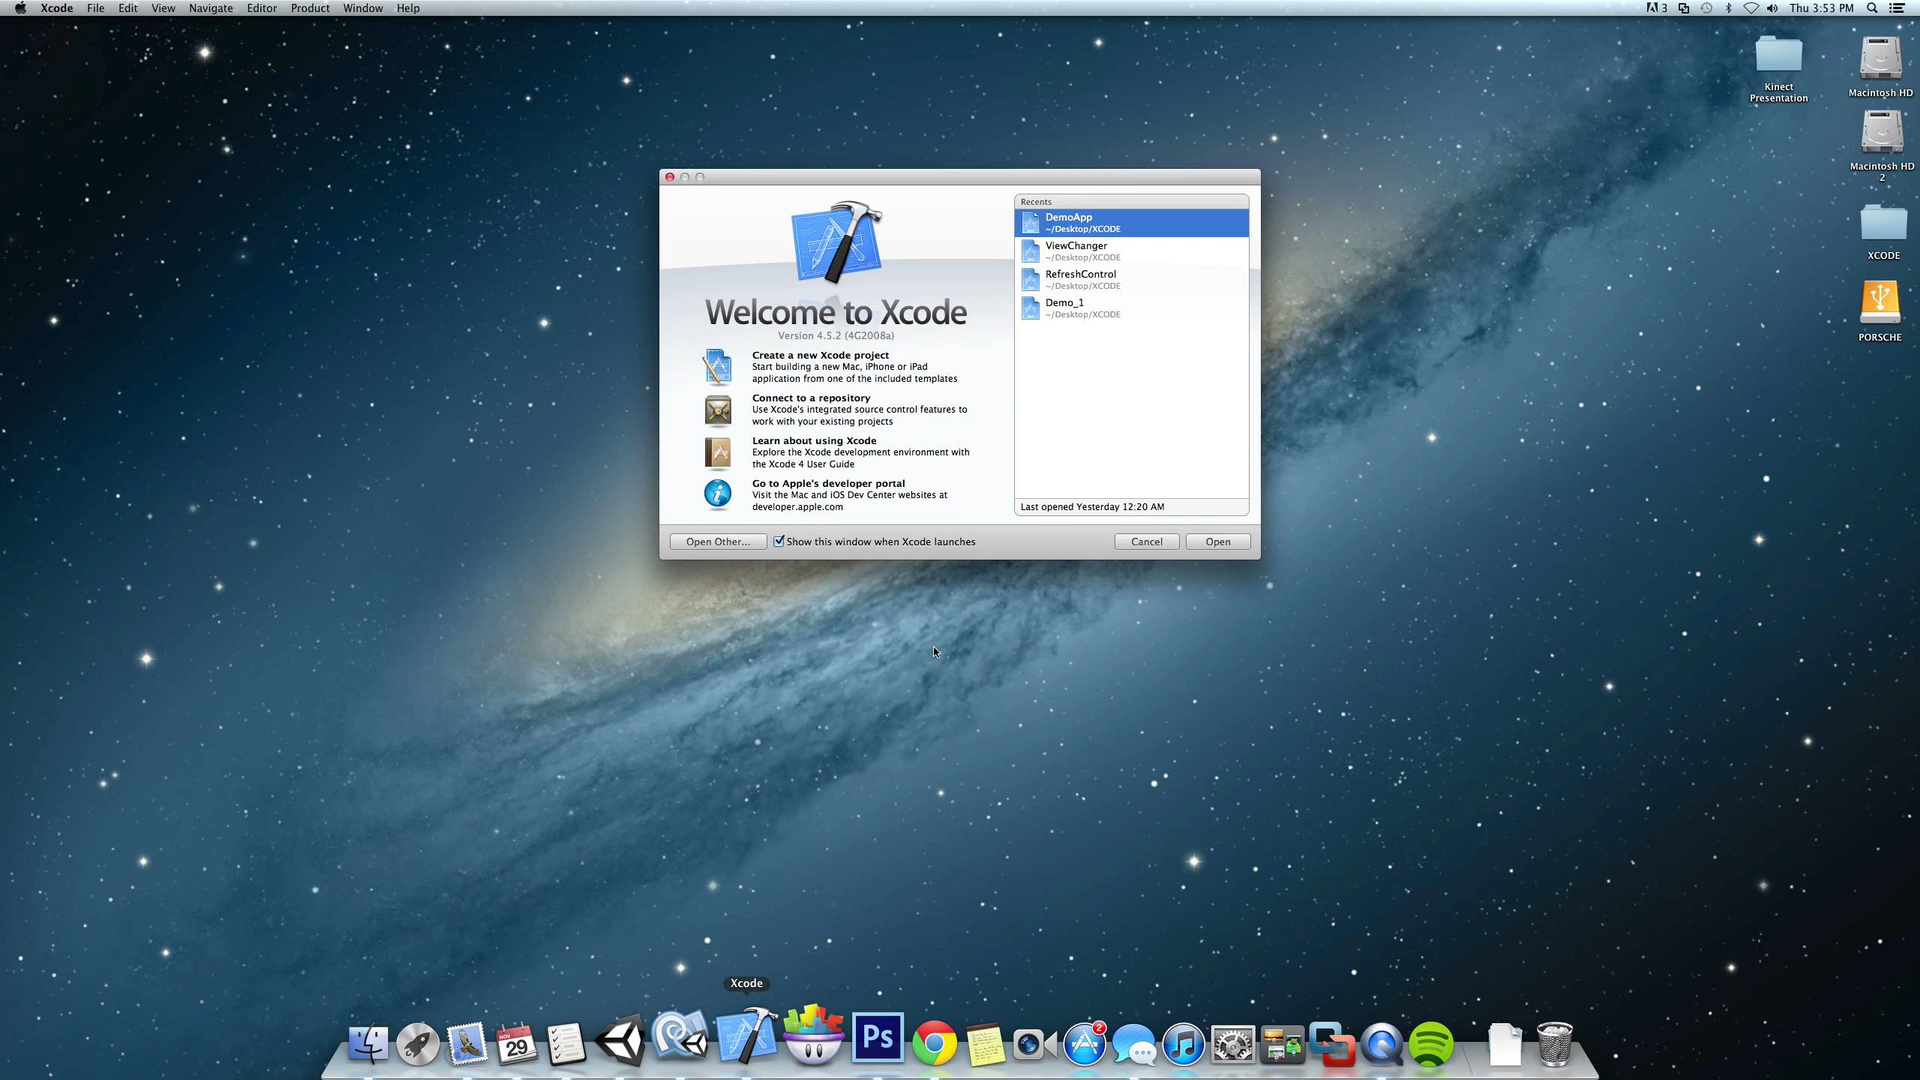 Xcode File Edit View Navigate Editor Product Window Help
3 Thu 3:53 PM
Kinect
Presentation
Macintosh HD
Macintosh HD
2
XCODE
PORSCHE
Welcome to Xcode
Version 4.5.2 (4G2008a)
Create a new Xcode project
Start building a new Mac, iPhone or iPad
application from one of the included templates
Connect to a repository
Use Xcode's integrated source control features to
work with your existing projects
Learn about using Xcode
Explore the Xcode development environment with
the Xcode 4 User Guide
Go to Apple's developer portal
Visit the Mac and iOS Dev Center websites at
developer.apple.com
Recents
DemoApp
~/Desktop/XCODE
ViewChanger
~/Desktop/XCODE
RefreshControl
~/Desktop/XCODE
Demo_1
~/Desktop/XCODE
Last opened Yesterday 12:20 AM
Open Other... Show this window when Xcode launches Cancel Open
Xcode
NOV
29
Ps
2